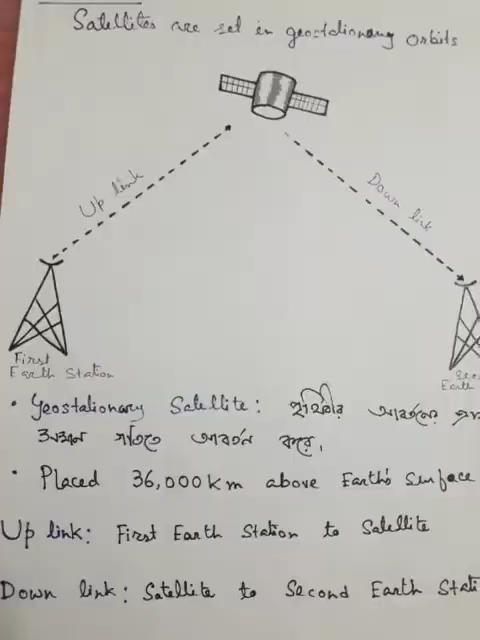 Satellites are set in geostationary orbits
Up link
Down link
First
Earth Station
Earth
• Geostationary Satellite: পৃথিবীর আবর্তনের
গতিতে আবর্তন করে,
• Placed 36,000 km above Earth's Surface
Up link: First Earth Station to Satellite
Down link: Satellite to Second Earth Stati